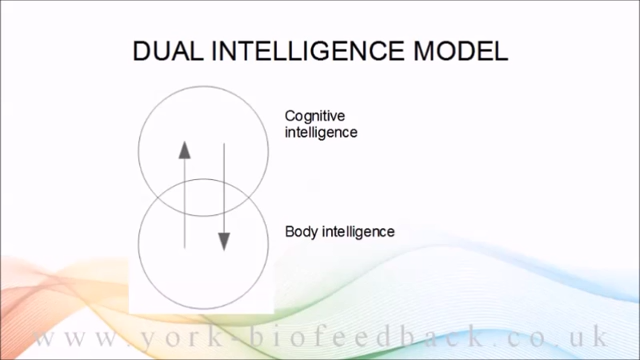 DUAL INTELLIGENCE MODEL
Cognitive
intelligence
Body intelligence
www.york-biofeedback.co.uk